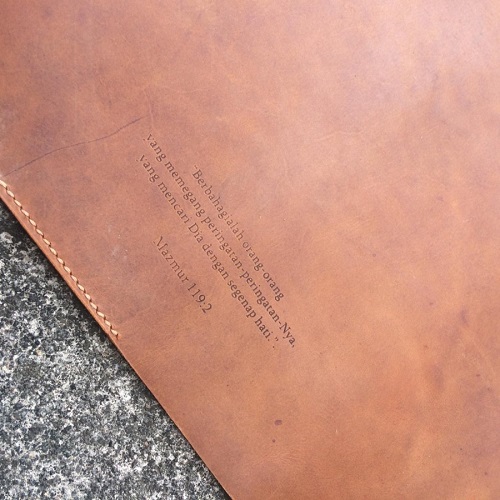 "Berbahagialah orang-orang
yang memegang peringatan-peringatan-Nya,
yang mencari Dia dengan segenap hati."
Mazmur 119:2